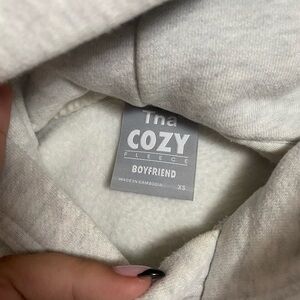 Tha
COZY
FLEECE
BOYFRIEND
MADE IN CAMBODIA XS